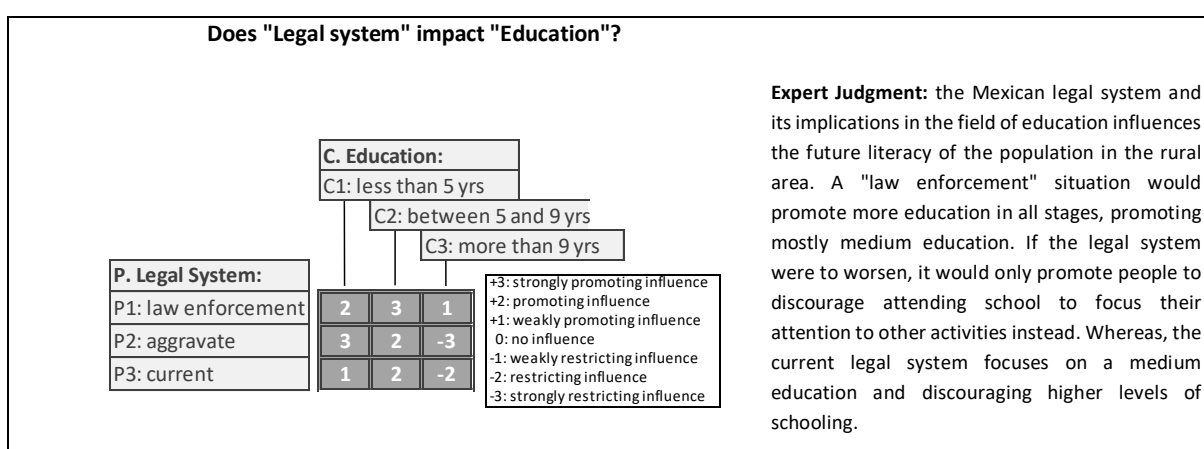 Does "Legal system" impact "Education"?
C. Education:
C1: less than 5 yrs
C2: between 5 and 9 yrs
C3: more than 9 yrs
P. Legal System:
P1: law enforcement 2 3 1
P2: aggravate 3 2 -3
P3: current 1 2 -2
+3: strongly promoting influence
+2: promoting influence
+1: weakly promoting influence
0: no influence
-1: weakly restricting influence
-2: restricting influence
-3: strongly restricting influence
Expert Judgment: the Mexican legal system and
its implications in the field of education influences
the future literacy of the population in the rural
area. A "law enforcement" situation would
promote more education in all stages, promoting
mostly medium education. If the legal system
were to worsen, it would only promote people to
discourage attending school to focus their
attention to other activities instead. Whereas, the
current legal system focuses on a medium
education and discouraging higher levels of
schooling.